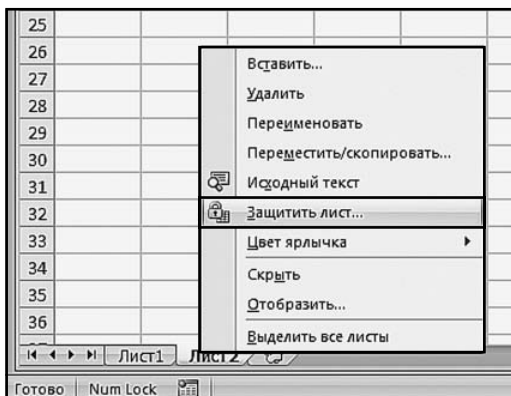 25
26
27
28
29
30
31
32
33
34
35
36
Вставить...
Удалить
Переименовать
Переместить/скопировать...
Исходный текст
Защитить лист...
Цвет ярлычка
Скрыть
Отобразить...
Выделить все листы
Лист1 Лист2
Готово Num Lock